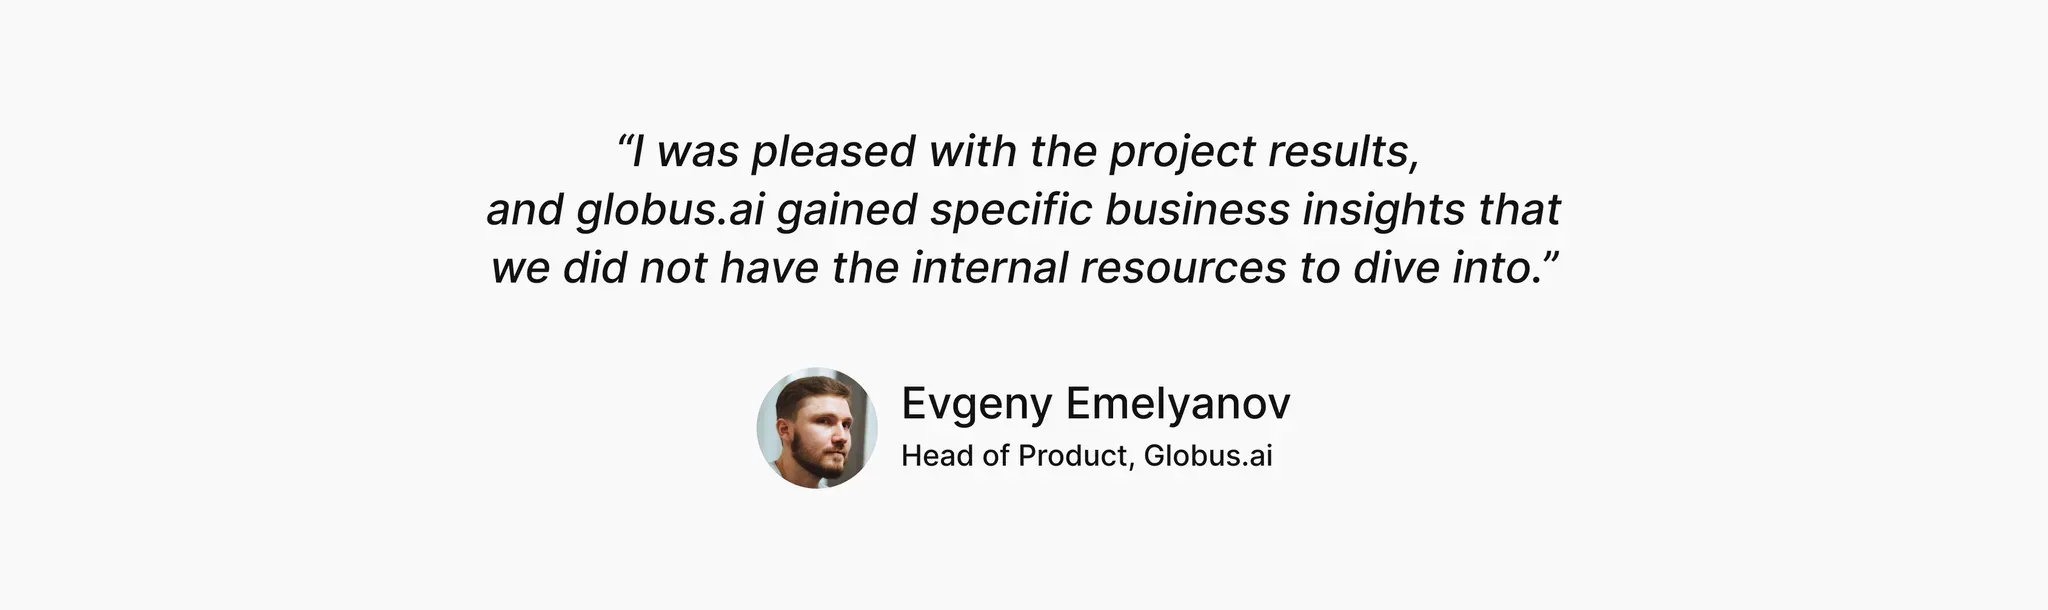 “I was pleased with the project results,
and globus.ai gained specific business insights that
we did not have the internal resources to dive into.”
Evgeny Emelyanov
Head of Product, Globus.ai